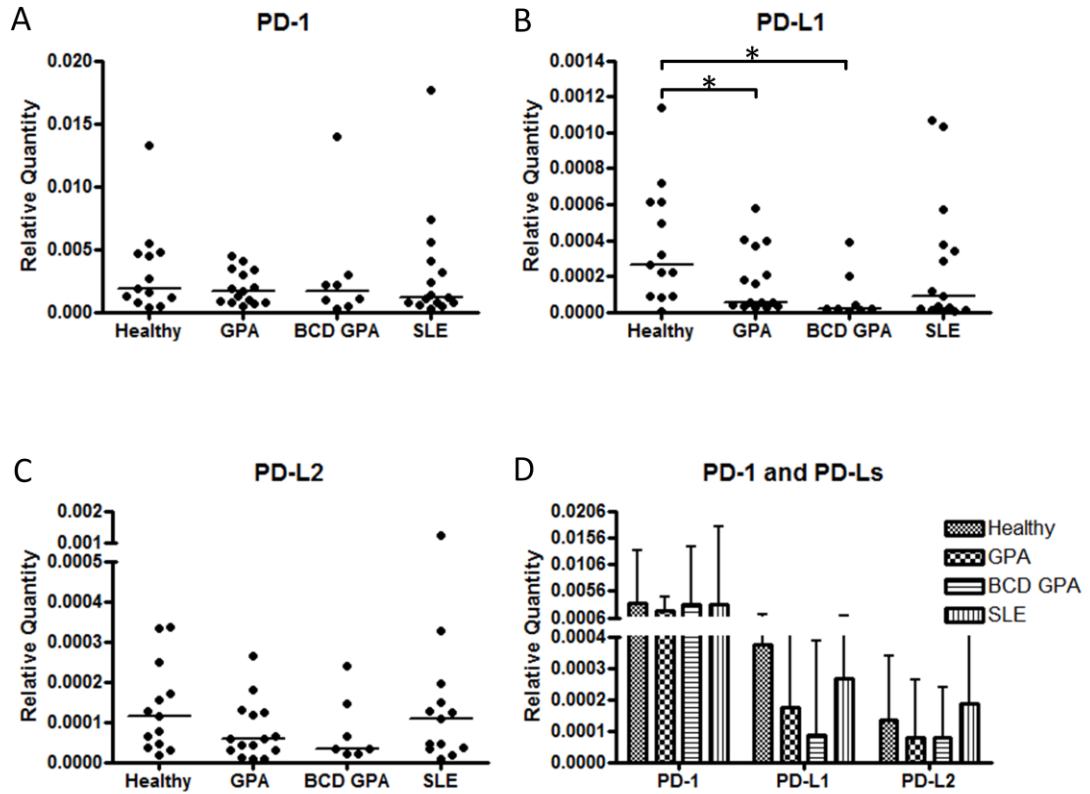 A
PD-1
Relative Quantity
0.020
0.015
0.010
0.005
0.000
Healthy GPA BCD GPA SLE
B
PD-L1
Relative Quantity
0.0014
0.0012
0.0010
0.0008
0.0006
0.0004
0.0002
0.0000
*
*
Healthy GPA BCD GPA SLE
C
PD-L2
Relative Quantity
0.002
0.001
0.0005
0.0004
0.0003
0.0002
0.0001
0.0000
Healthy GPA BCD GPA SLE
D
PD-1 and PD-Ls
Relative Quantity
0.0206
0.0156
0.0106
0.0056
0.0006
0.0004
0.0003
0.0002
0.0001
0.0000
PD-1 PD-L1 PD-L2
Healthy
GPA
BCD GPA
SLE